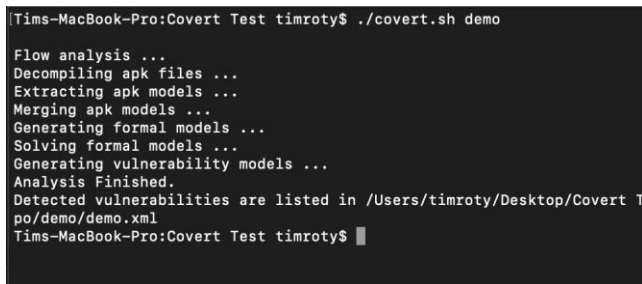 [Tims-MacBook-Pro:Covert Test timroty$ ./covert.sh demo
Flow analysis ...
Decompiling apk files ...
Extracting apk models ...
Merging apk models ...
Generating formal models ...
Solving formal models ...
Generating vulnerability models ...
Analysis Finished.
Detected vulnerabilities are listed in /Users/timroty/Desktop/Covert T
po/demo/demo.xml
Tims-MacBook-Pro:Covert Test timroty$